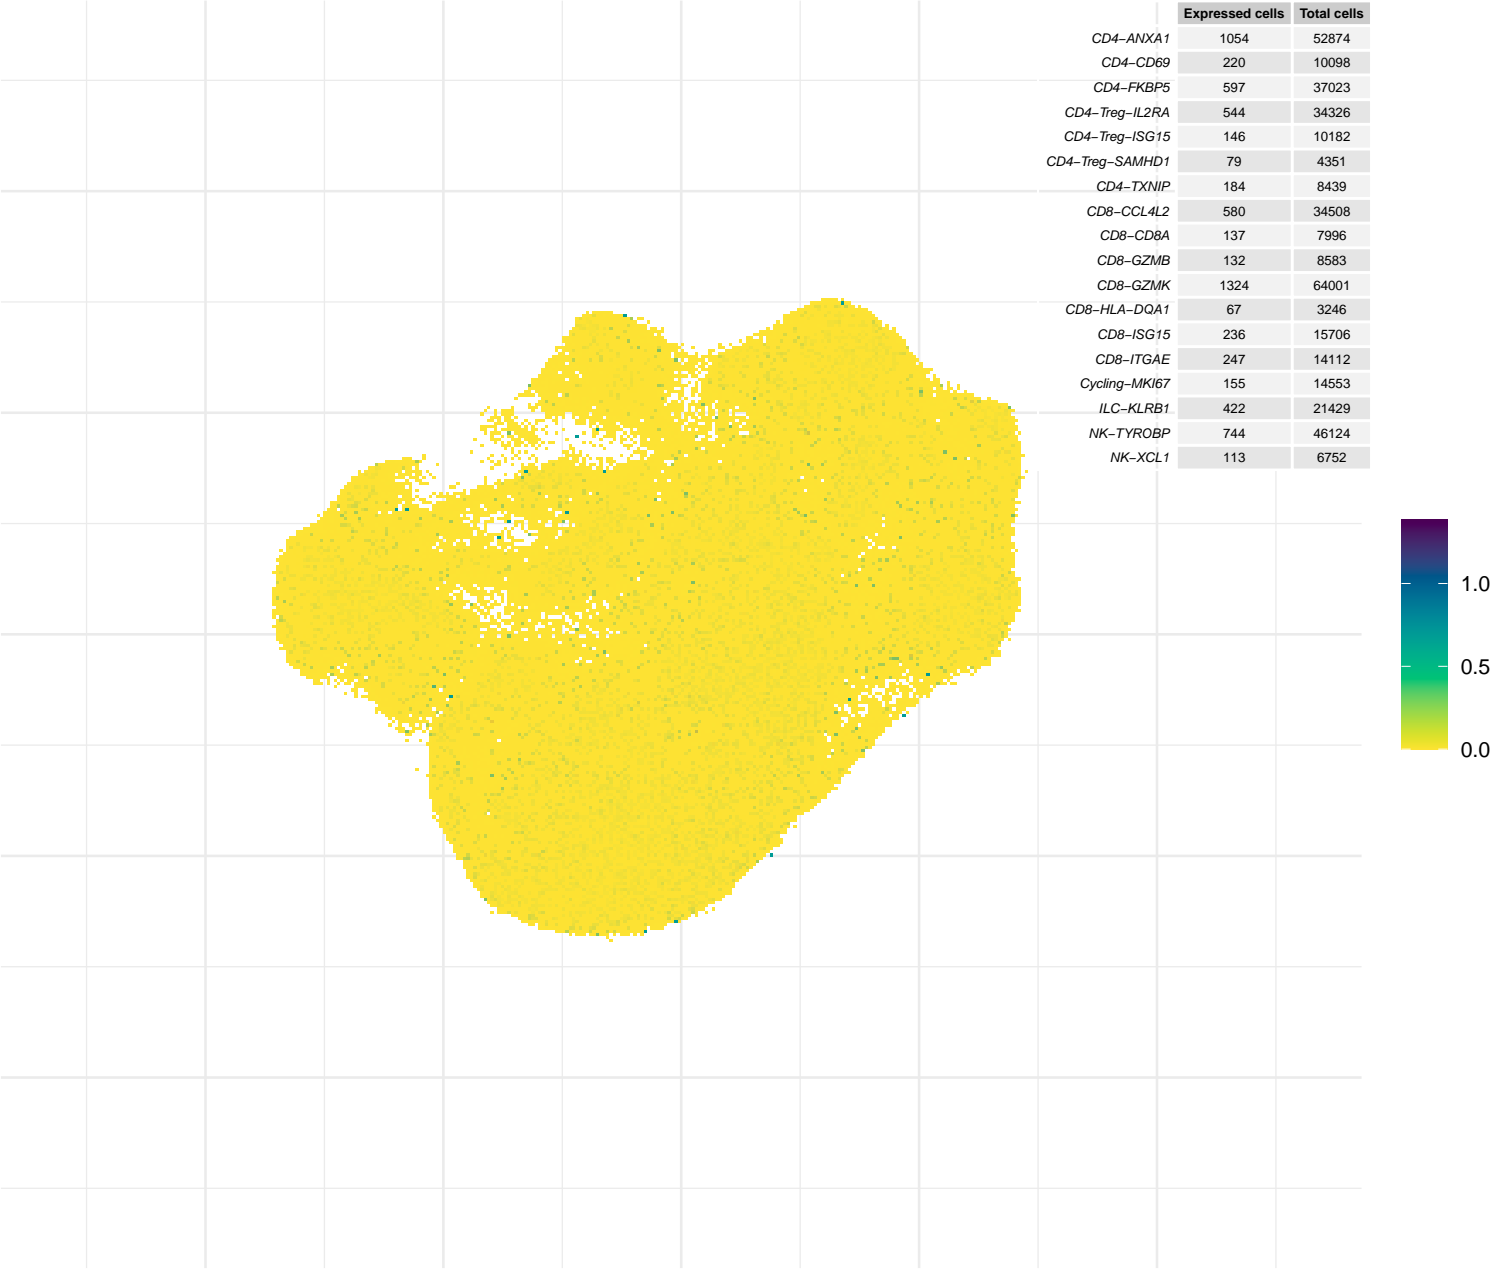 Expressed cells Total cells
CD4−ANXA1 1054 52874
CD4−CD69 220 10098
CD4−FKBP5 597 37023
CD4−Treg−IL2RA 544 34326
CD4−Treg−ISG15 146 10182
CD4−Treg−SAMHD1 79 4351
CD4−TXNIP 184 8439
CD8−CCL4L2 580 34508
CD8−CD8A 137 7996
CD8−GZMB 132 8583
CD8−GZMK 1324 64001
CD8−HLA−DQA1 67 3246
CD8−ISG15 236 15706
CD8−ITGAE 247 14112
Cycling−MKI67 155 14553
ILC−KLRB1 422 21429
NK−TYROBP 744 46124
NK−XCL1 113 6752
1.0
0.5
0.0